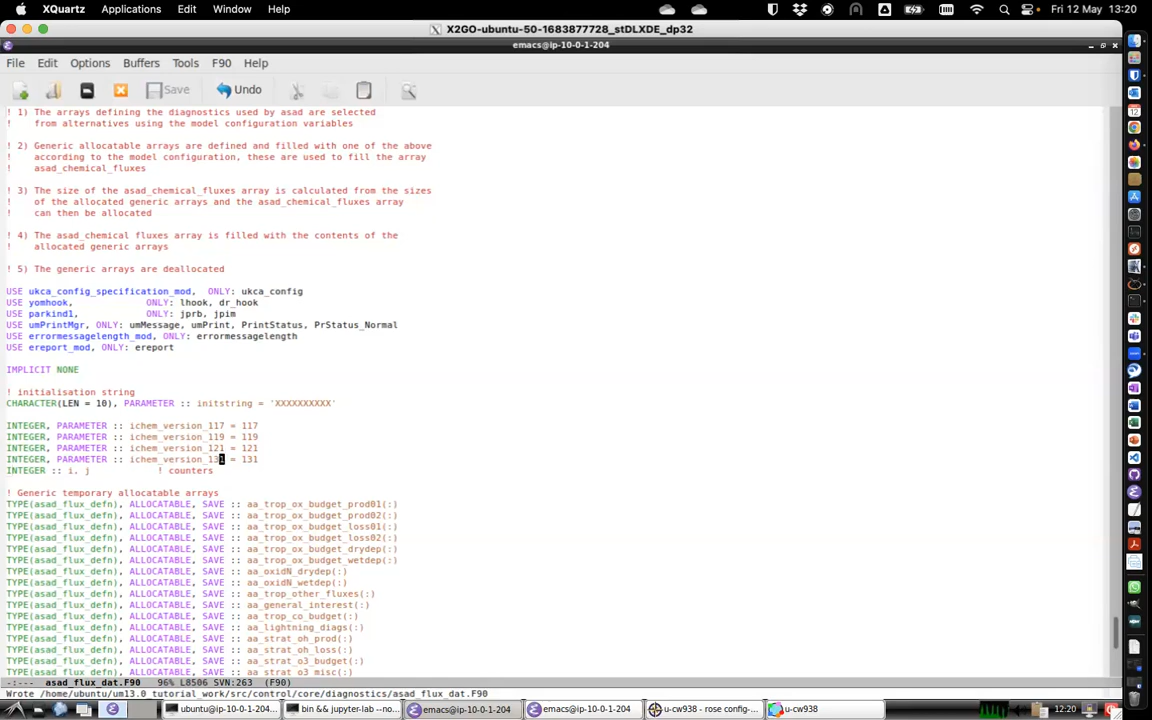 XQuartz Applications Edit Window Help Fri 12 May 13:20
X2GO-ubuntu-50-1683877728_stDLXDE_dp32
emacs@ip-10-0-1-204
File Edit Options Buffers Tools F90 Help
Save Undo
! 1) The arrays defining the diagnostics used by asad are selected
! from alternatives using the model configuration variables
! 2) Generic allocatable arrays are defined and filled with one of the above
! according to the model configuration, these are used to fill the array
! asad_chemical_fluxes
! 3) The size of the asad_chemical_fluxes array is calculated from the sizes
! of the allocated generic arrays and the asad_chemical_fluxes array
! can then be allocated
! 4) The asad_chemical fluxes array is filled with the contents of the
! allocated generic arrays
! 5) The generic arrays are deallocated
USE ukca_config_specification_mod, ONLY: ukca_config
USE yomhook, ONLY: lhook, dr_hook
USE parkind1, ONLY: jprb, jpim
USE umPrintMgr, ONLY: umMessage, umPrint, PrintStatus, PrStatus_Normal
USE errormessagelength_mod, ONLY: errormessagelength
USE ereport_mod, ONLY: ereport
IMPLICIT NONE
! initialisation string
CHARACTER(LEN = 10), PARAMETER :: initstring = 'XXXXXXXXXX'
INTEGER, PARAMETER :: ichem_version_117 = 117
INTEGER, PARAMETER :: ichem_version_119 = 119
INTEGER, PARAMETER :: ichem_version_121 = 121
INTEGER, PARAMETER :: ichem_version_131 = 131
INTEGER :: i, j ! counters
! Generic temporary allocatable arrays
TYPE(asad_flux_defn), ALLOCATABLE, SAVE :: aa_trop_ox_budget_prod01(:)
TYPE(asad_flux_defn), ALLOCATABLE, SAVE :: aa_trop_ox_budget_prod02(:)
TYPE(asad_flux_defn), ALLOCATABLE, SAVE :: aa_trop_ox_budget_loss01(:)
TYPE(asad_flux_defn), ALLOCATABLE, SAVE :: aa_trop_ox_budget_loss02(:)
TYPE(asad_flux_defn), ALLOCATABLE, SAVE :: aa_trop_ox_budget_drydep(:)
TYPE(asad_flux_defn), ALLOCATABLE, SAVE :: aa_trop_ox_budget_wetdep(:)
TYPE(asad_flux_defn), ALLOCATABLE, SAVE :: aa_oxidN_drydep(:)
TYPE(asad_flux_defn), ALLOCATABLE, SAVE :: aa_oxidN_wetdep(:)
TYPE(asad_flux_defn), ALLOCATABLE, SAVE :: aa_trop_other_fluxes(:)
TYPE(asad_flux_defn), ALLOCATABLE, SAVE :: aa_general_interest(:)
TYPE(asad_flux_defn), ALLOCATABLE, SAVE :: aa_trop_co_budget(:)
TYPE(asad_flux_defn), ALLOCATABLE, SAVE :: aa_lightning_diags(:)
TYPE(asad_flux_defn), ALLOCATABLE, SAVE :: aa_strat_oh_prod(:)
TYPE(asad_flux_defn), ALLOCATABLE, SAVE :: aa_strat_oh_loss(:)
TYPE(asad_flux_defn), ALLOCATABLE, SAVE :: aa_strat_o3_budget(:)
TYPE(asad_flux_defn), ALLOCATABLE, SAVE :: aa_strat_o3_misc(:)
-:--- asad_flux_dat.F90 96% L8506 SVN:263 (F90)
Wrote /home/ubuntu/um13.0_tutorial_work/src/control/core/diagnostics/asad_flux_dat.F90
ubuntu@ip-10-0-1-204... bin && jupyter-lab --no... emacs@ip-10-0-1-204 emacs@ip-10-0-1-204 u-cw938 - rose config-... u-cw938 12:20